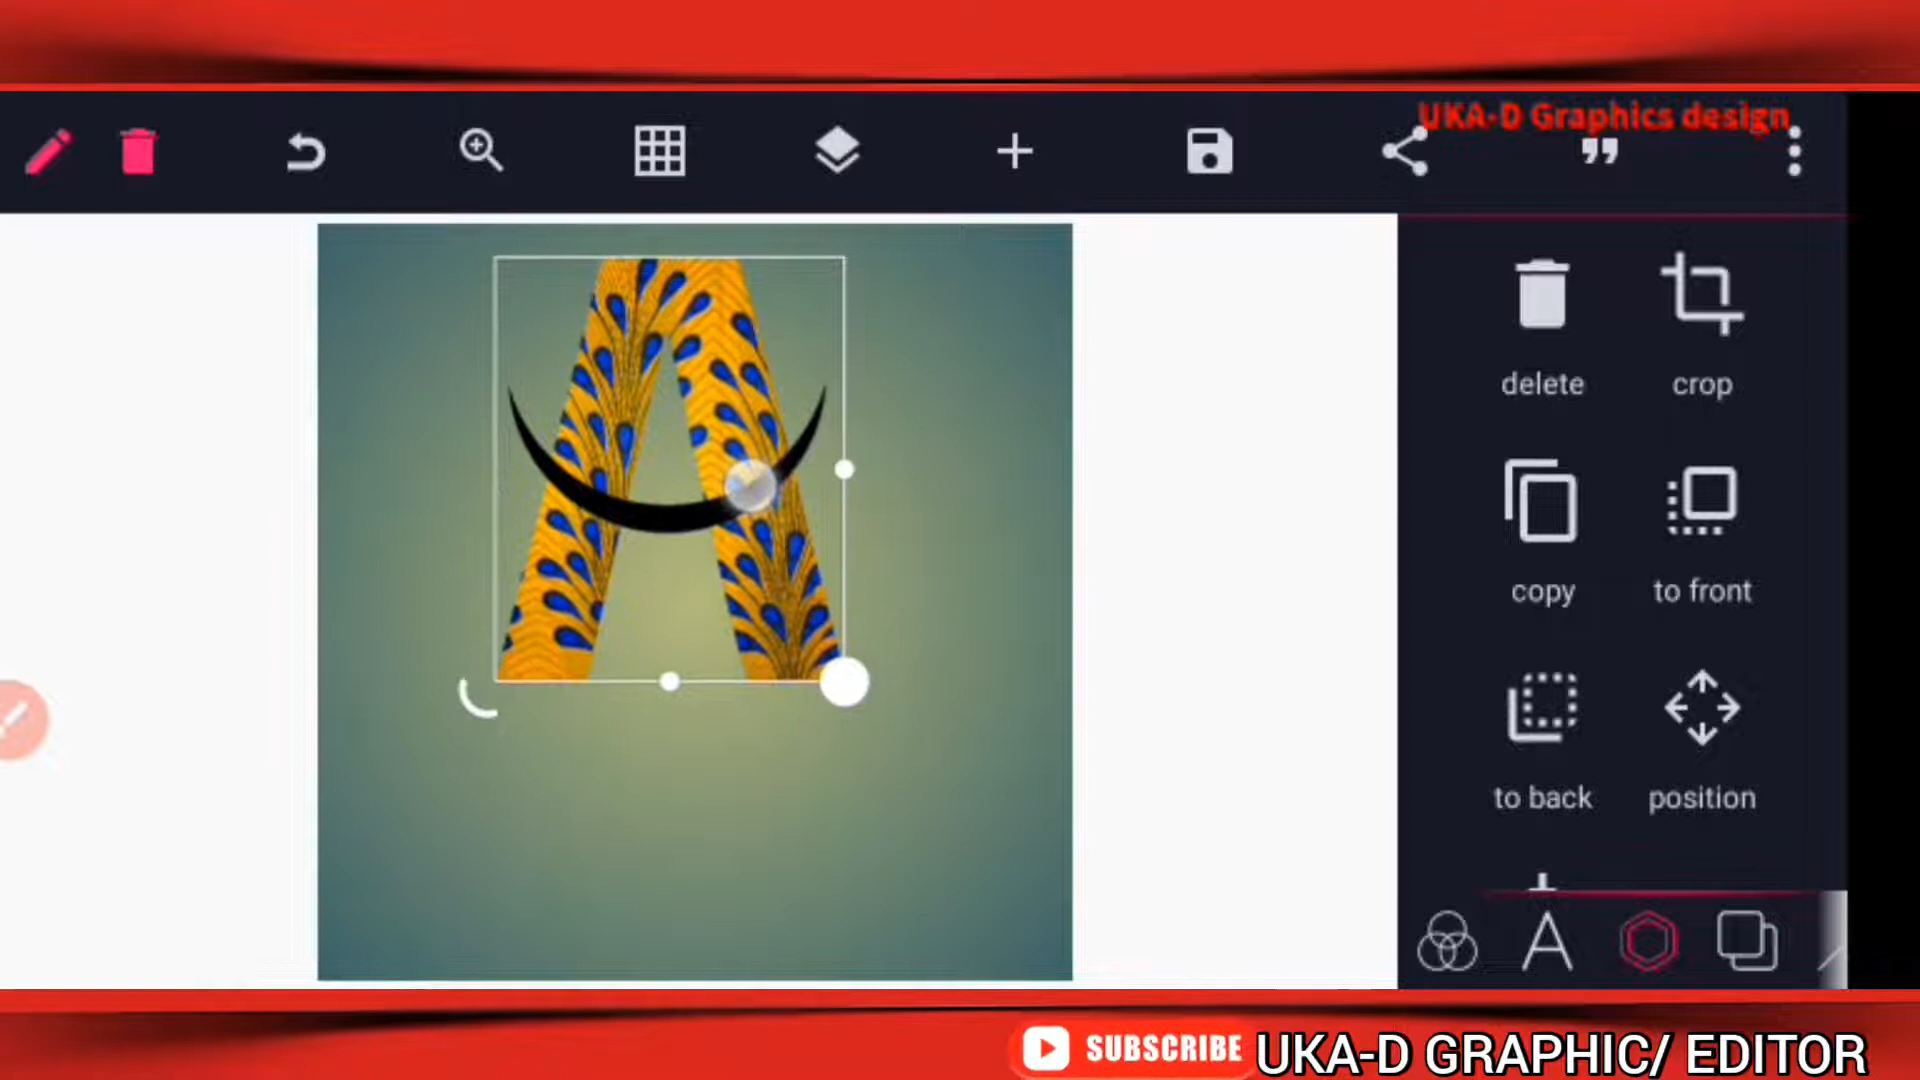 UKA-D Graphics design
delete
crop
copy
to front
to back
position
SUBSCRIBE
UKA-D GRAPHIC/ EDITOR